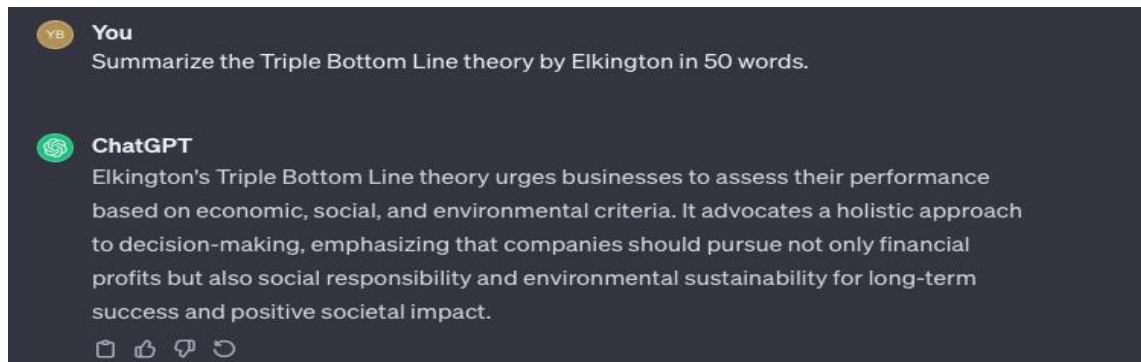 YB
You
Summarize the Triple Bottom Line theory by Elkington in 50 words.
ChatGPT
Elkington's Triple Bottom Line theory urges businesses to assess their performance
based on economic, social, and environmental criteria. It advocates a holistic approach
to decision-making, emphasizing that companies should pursue not only financial
profits but also social responsibility and environmental sustainability for long-term
success and positive societal impact.